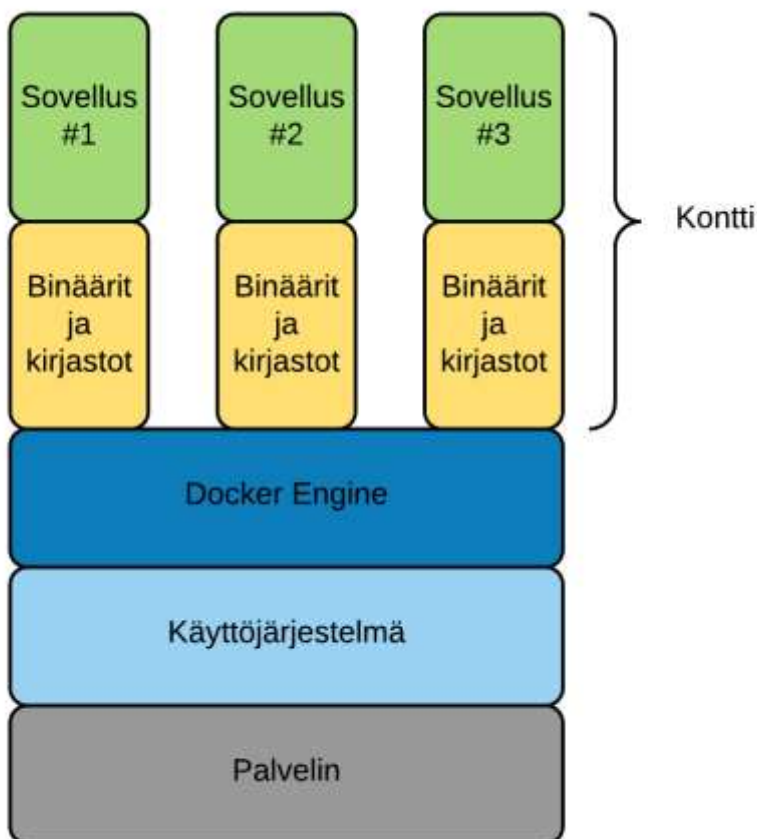 Sovellus
#1
Sovellus
#2
Sovellus
#3
Kontti
Binäärit
ja
kirjastot
Binäärit
ja
kirjastot
Binäärit
ja
kirjastot
Docker Engine
Käyttöjärjestelmä
Palvelin